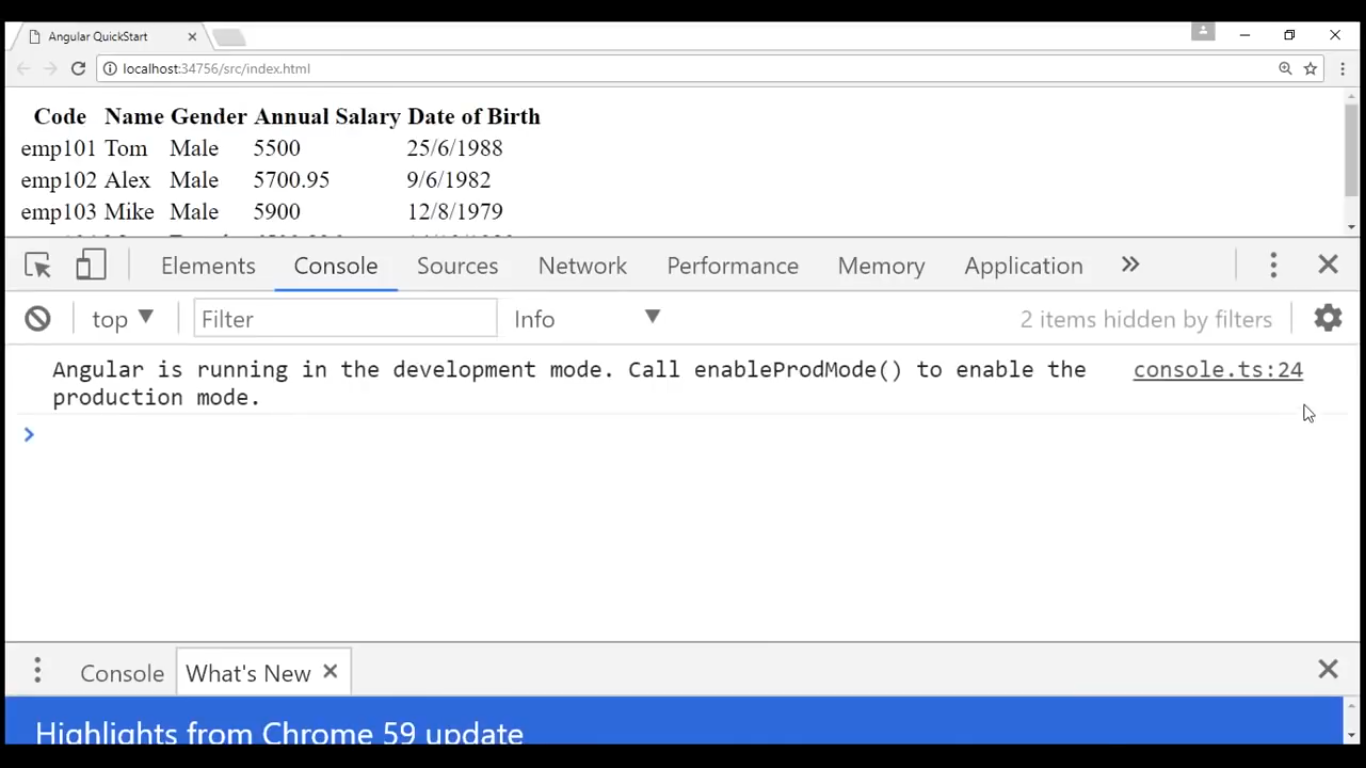 Angular QuickStart
localhost:34756/src/index.html
Code Name Gender Annual Salary Date of Birth
emp101 Tom Male 5500 25/6/1988
emp102 Alex Male 5700.95 9/6/1982
emp103 Mike Male 5900 12/8/1979
Elements Console Sources Network Performance Memory Application
top Filter Info 2 items hidden by filters
Angular is running in the development mode. Call enableProdMode() to enable the console.ts:24
production mode.
Console What's New
Highlights from Chrome 59 update